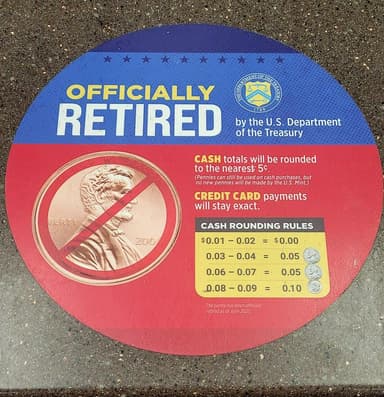 OFFICIALLY
RETIRED
by the U.S. Department
of the Treasury
CASH totals will be rounded
to the nearest 5¢.
(Pennies can still be used on cash purchases, but
no new pennies will be made by the U.S. Mint.)
CREDIT CARD payments
will stay exact.
LIBERTY
200
CASH ROUNDING RULES
$0.01 – 0.02 = $0.00
0.03 – 0.04 = 0.05
0.06 – 0.07 = 0.05
0.08 – 0.09 = 0.10